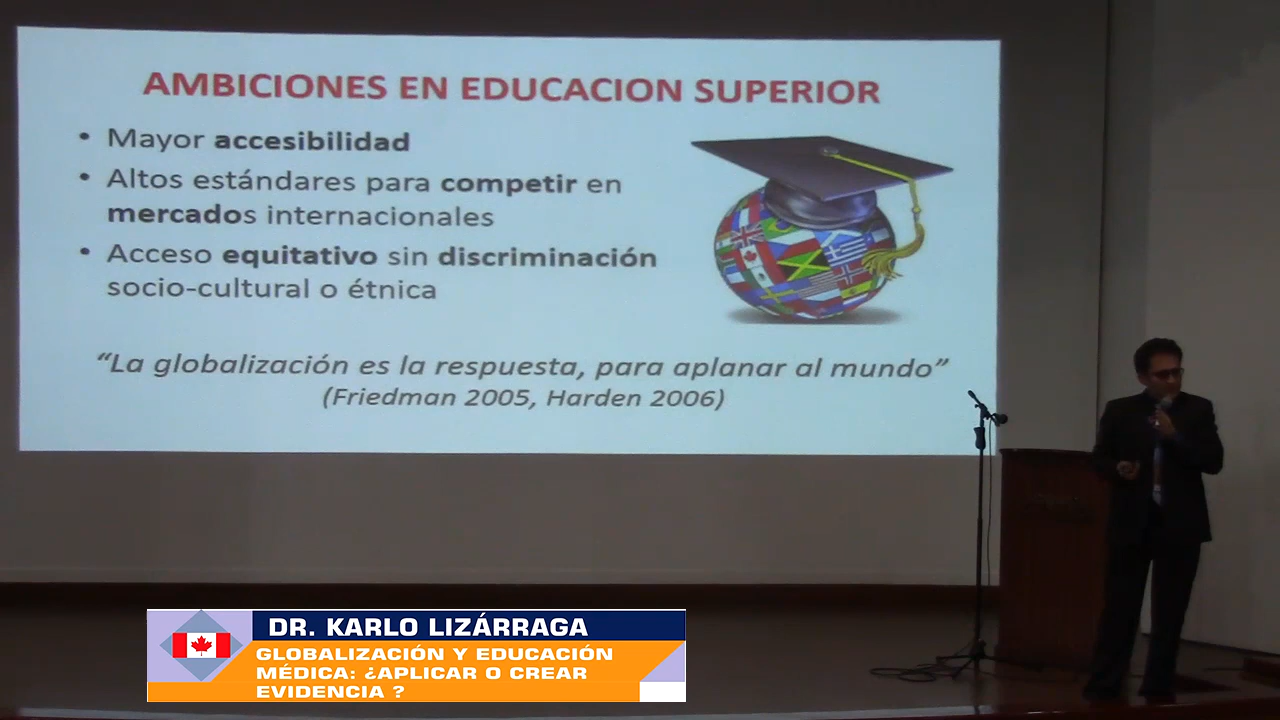 AMBICIONES EN EDUCACION SUPERIOR
• Mayor accesibilidad
• Altos estándares para competir en
mercados internacionales
• Acceso equitativo sin discriminación
socio-cultural o étnica
“La globalización es la respuesta, para aplanar al mundo”
(Friedman 2005, Harden 2006)
DR. KARLO LIZÁRRAGA
GLOBALIZACIÓN Y EDUCACIÓN
MÉDICA: ¿APLICAR O CREAR
EVIDENCIA ?